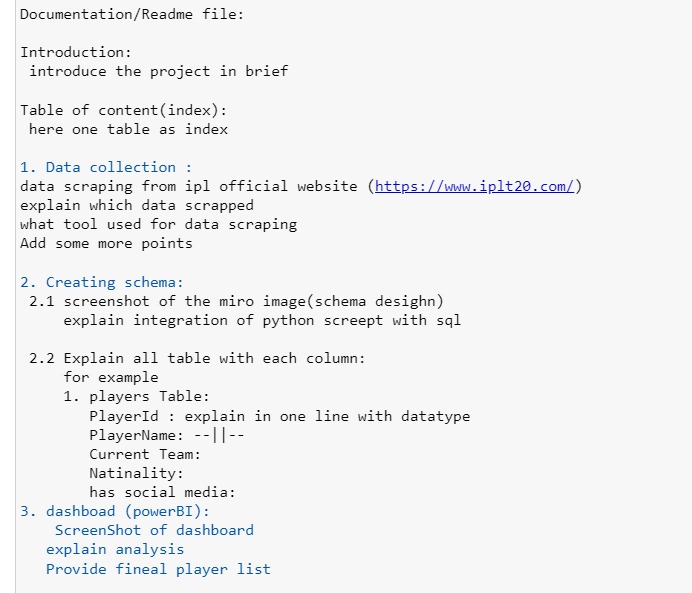 Documentation/Readme file:
Introduction:
introduce the project in brief
Table of content(index):
here one table as index
1. Data collection :
data scraping from ipl official website (https://www.iplt20.com/)
explain which data scrapped
what tool used for data scraping
Add some more points
2. Creating schema:
2.1 screenshot of the miro image(schema desighn)
explain integration of python screept with sql
2.2 Explain all table with each column:
for example
1. players Table:
PlayerId : explain in one line with datatype
PlayerName: --||--
Current Team:
Natinality:
has social media:
3. dashboad (powerBI):
ScreenShot of dashboard
explain analysis
Provide fineal player list